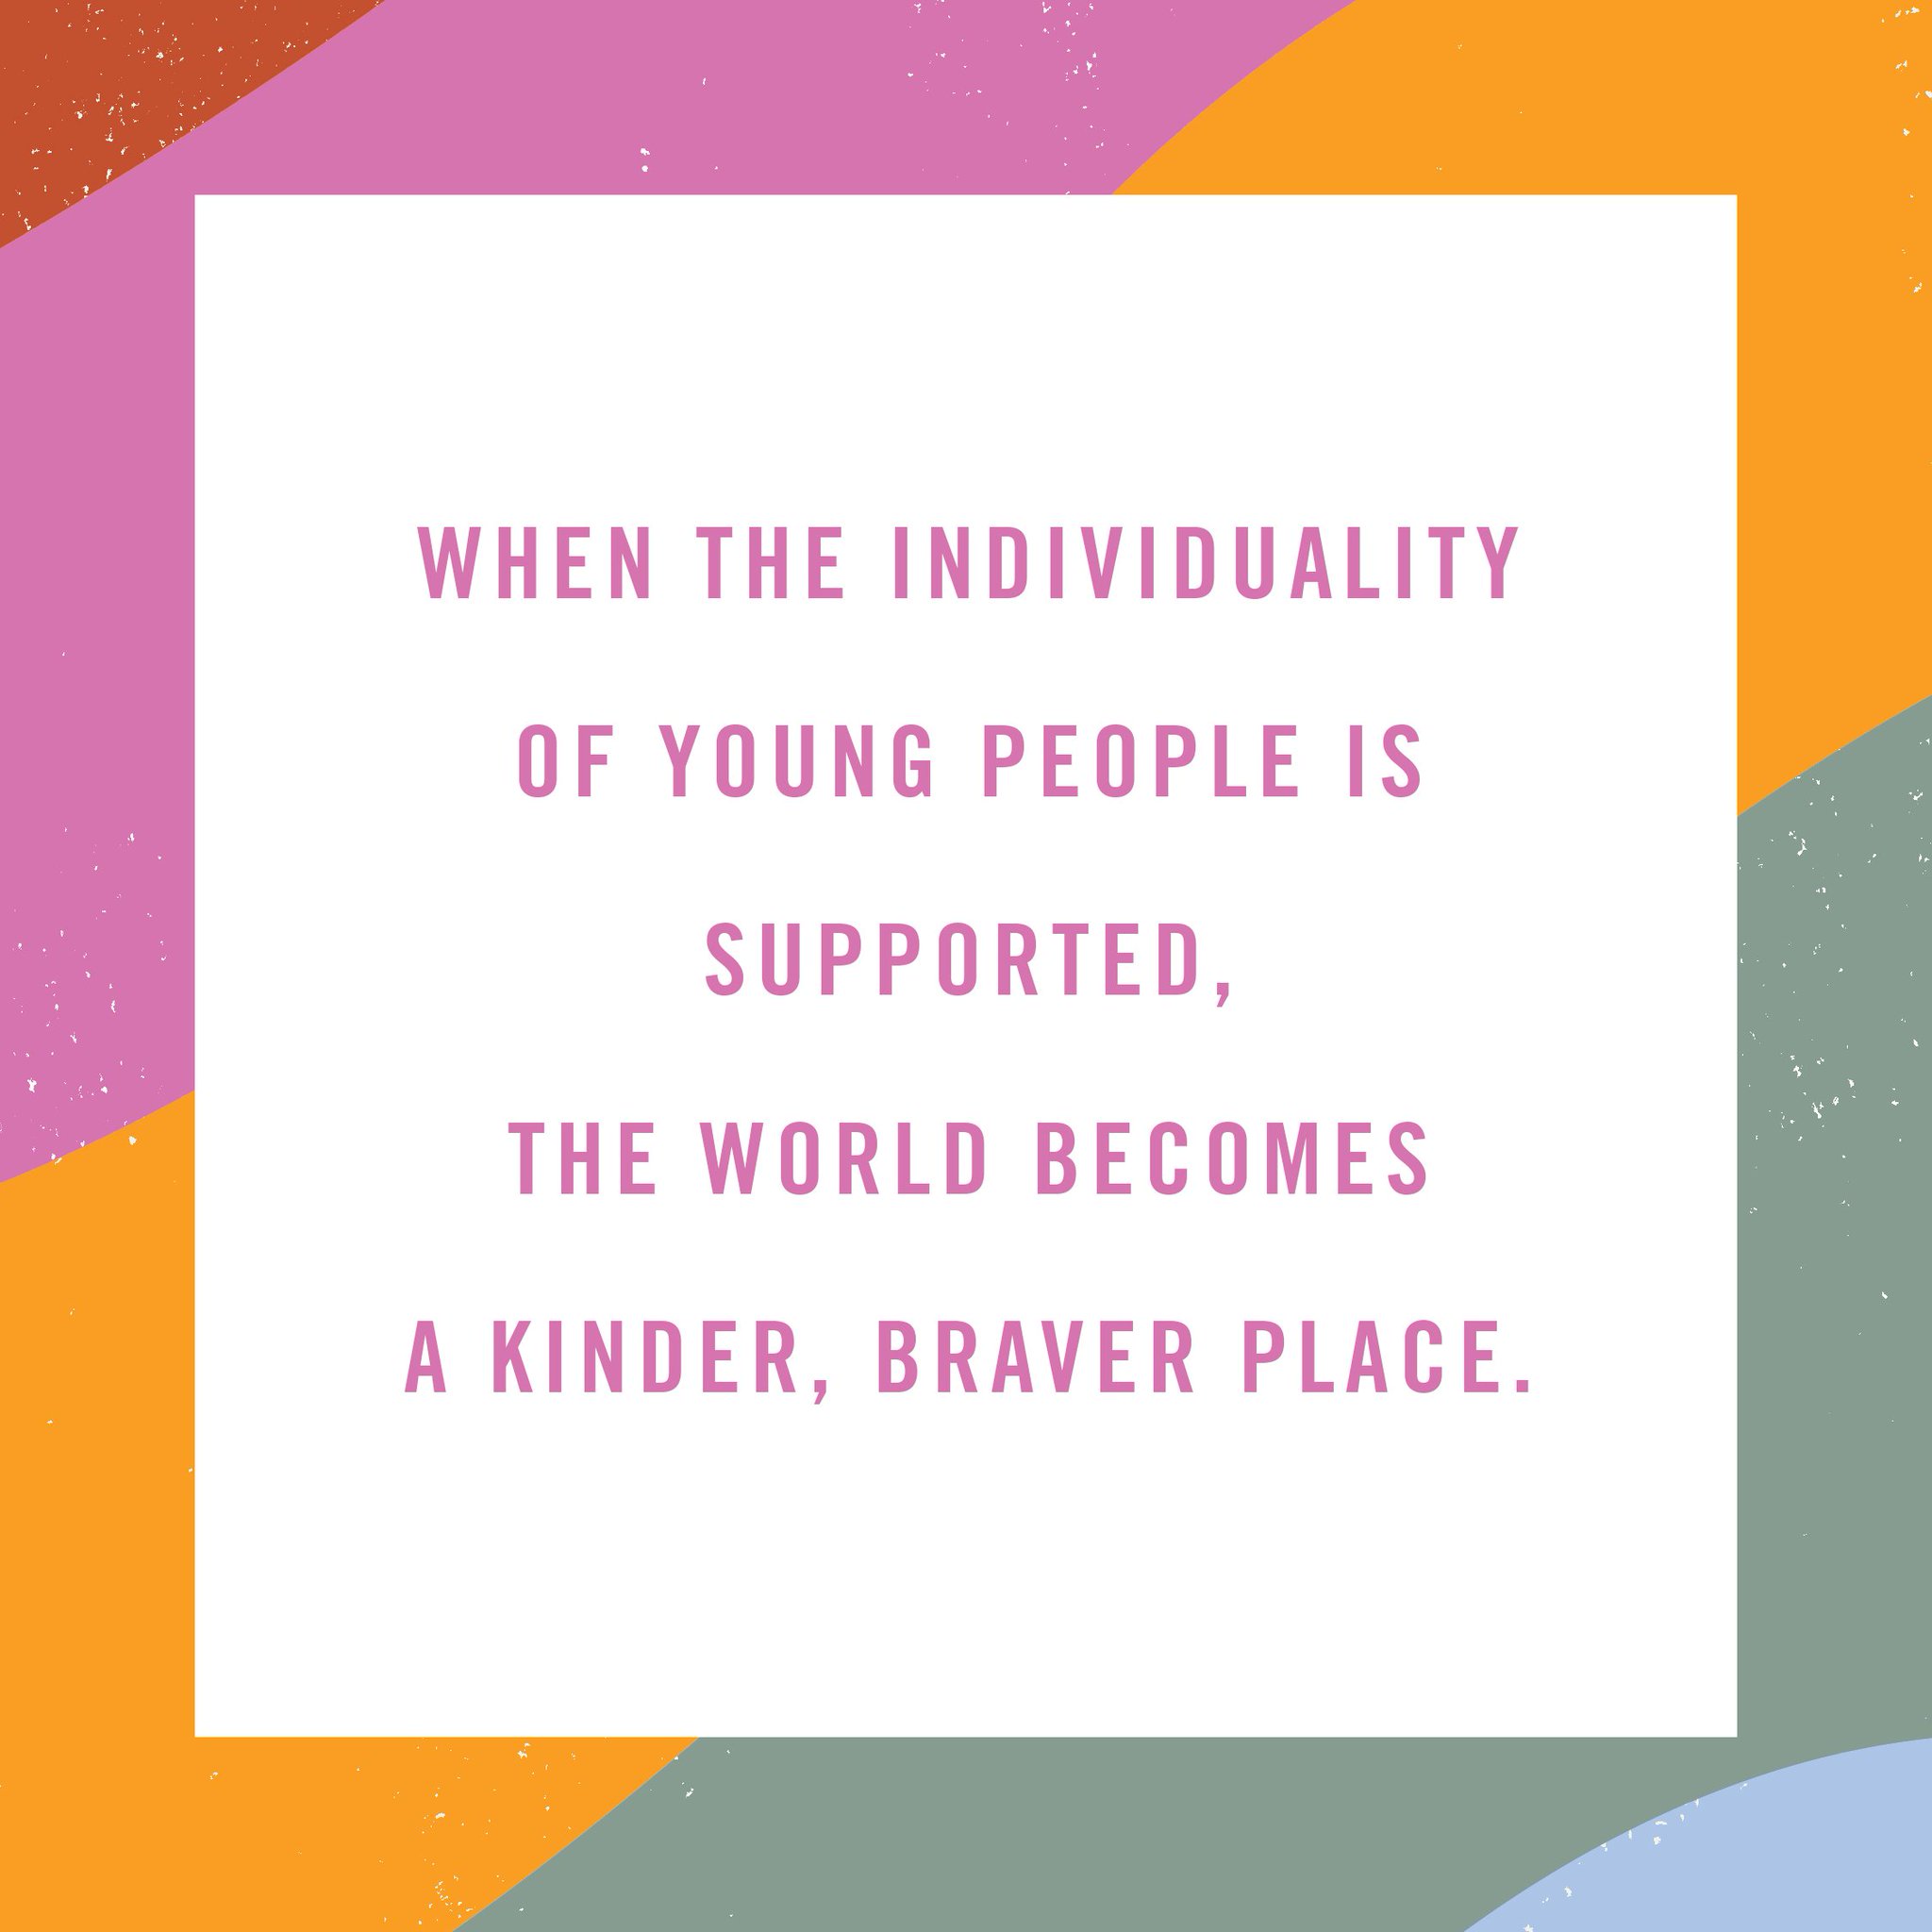 WHEN THE INDIVIDUALITY
OF YOUNG PEOPLE IS
SUPPORTED,
THE WORLD BECOMES
A KINDER, BRAVER PLACE.